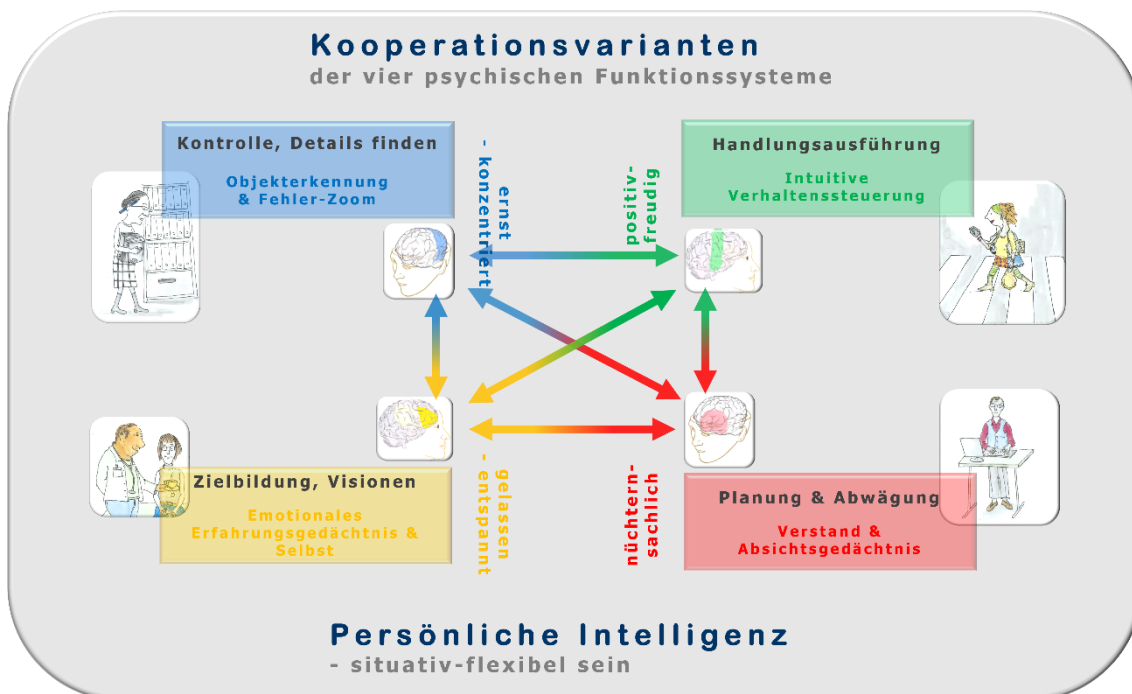 Kooperationsvarianten
der vier psychischen Funktionssysteme
Kontrolle, Details finden
Objekterkennung
& Fehler-Zoom
ernst
- konzentriert
positiv-
freudig
Handlungsausführung
Intuitive
Verhaltenssteuerung
Zielbildung, Visionen
Emotionales
Erfahrungsgedächtnis &
Selbst
gelassen
- entspannt
nüchtern-
sachlich
Planung & Abwägung
Verstand &
Absichtsgedächtnis
Persönliche Intelligenz
- situativ-flexibel sein